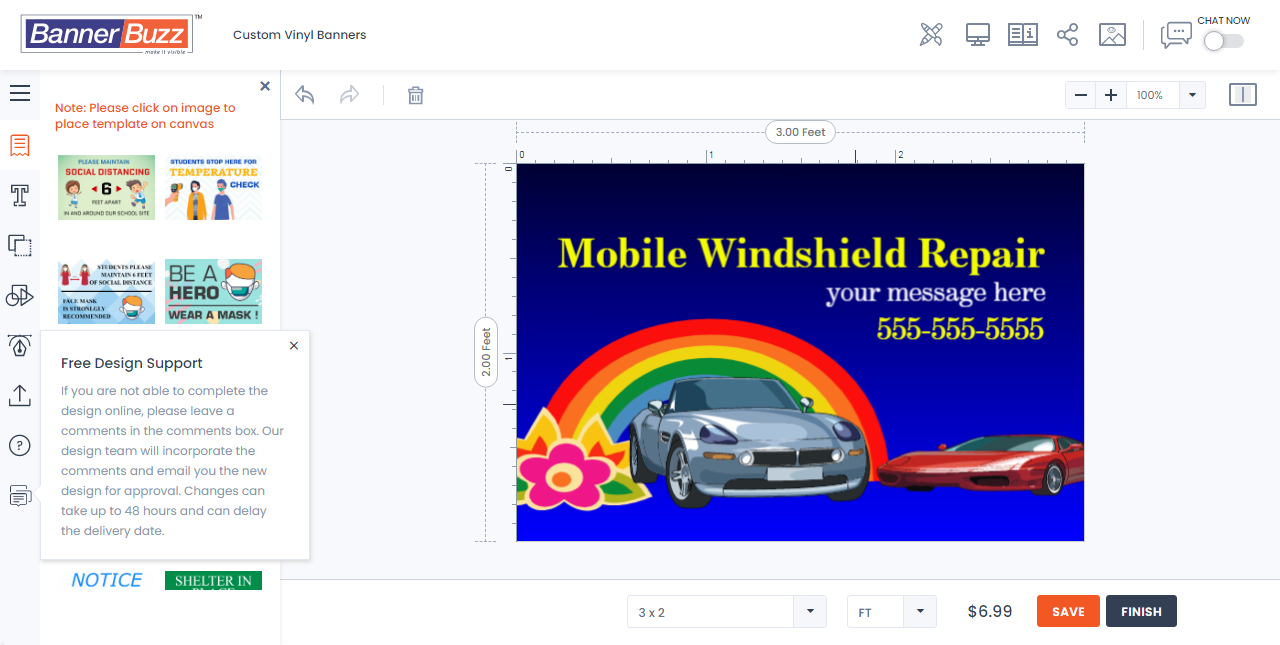 BannerBuzz
TM
make it visible
Custom Vinyl Banners
CHAT NOW
Note: Please click on image to
place template on canvas
100%
3.00 Feet
0
1
2
PLEASE MAINTAIN
SOCIAL DISTANCING
6
FEET APART
IN AND AROUND OUR SCHOOL SITE
STUDENTS STOP HERE FOR
TEMPERATURE
CHECK
STUDENTS PLEASE
MAINTAIN 6 FEET
OF SOCIAL DISTANCE
FACE MASK
IS STRONLGY
RECOMMENDED
BE A
HERO
WEAR A MASK !
0
1
2.00 Feet
Mobile Windshield Repair
your message here
555-555-5555
Free Design Support
If you are not able to complete the
design online, please leave a
comments in the comments box. Our
design team will incorporate the
comments and email you the new
design for approval. Changes can
take up to 48 hours and can delay
the delivery date.
NOTICE
SHELTER IN
PLACE
3 x 2
FT
$6.99
SAVE
FINISH